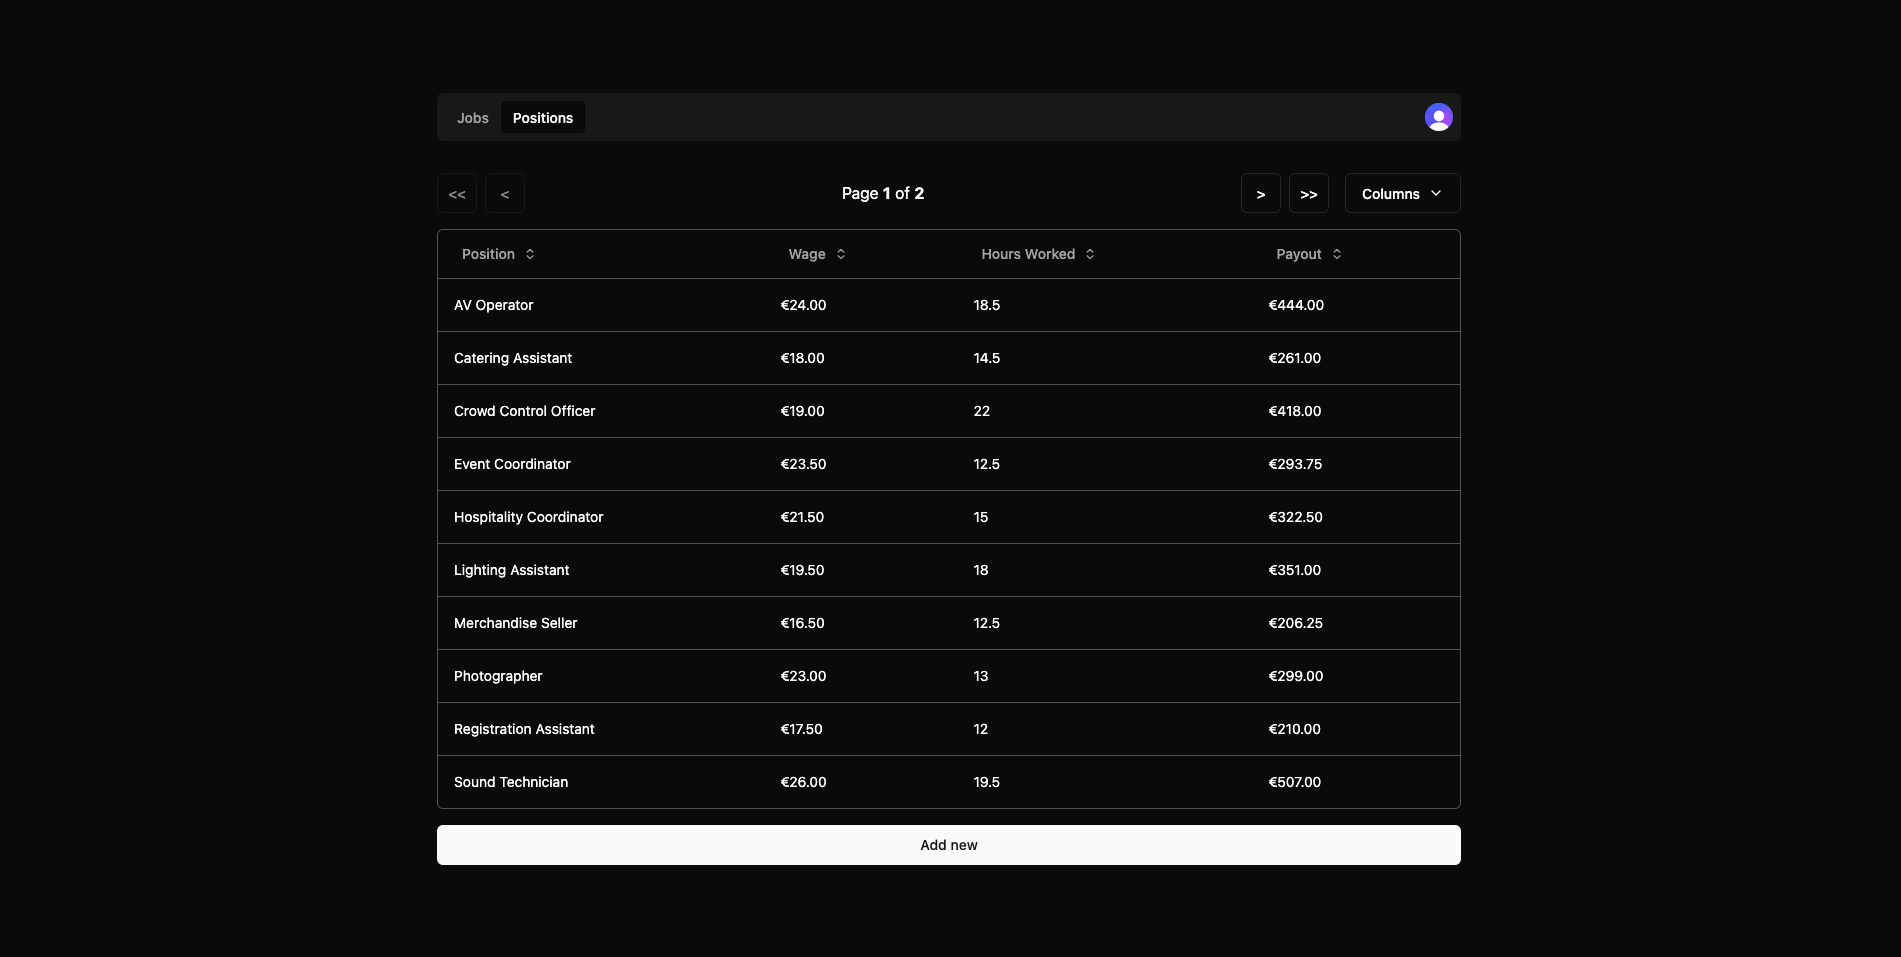 Jobs Positions
<< < Page 1 of 2 > >> Columns
Position Wage Hours Worked Payout
AV Operator €24.00 18.5 €444.00
Catering Assistant €18.00 14.5 €261.00
Crowd Control Officer €19.00 22 €418.00
Event Coordinator €23.50 12.5 €293.75
Hospitality Coordinator €21.50 15 €322.50
Lighting Assistant €19.50 18 €351.00
Merchandise Seller €16.50 12.5 €206.25
Photographer €23.00 13 €299.00
Registration Assistant €17.50 12 €210.00
Sound Technician €26.00 19.5 €507.00
Add new